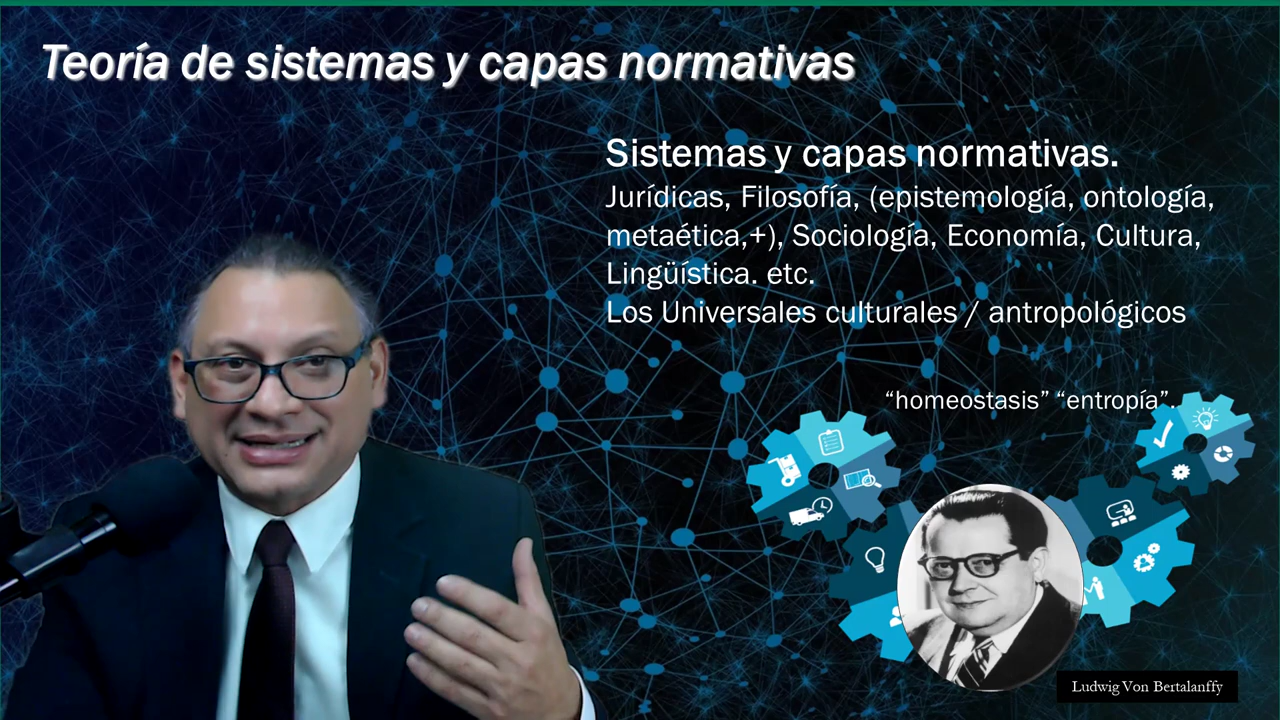 Teoría de sistemas y capas normativas
Sistemas y capas normativas.
Jurídicas, Filosofía, (epistemología, ontología,
metaética,+), Sociología, Economía, Cultura,
Lingüística. etc.
Los Universales culturales / antropológicos
“homeostasis” “entropía”.
Ludwig Von Bertalanffy